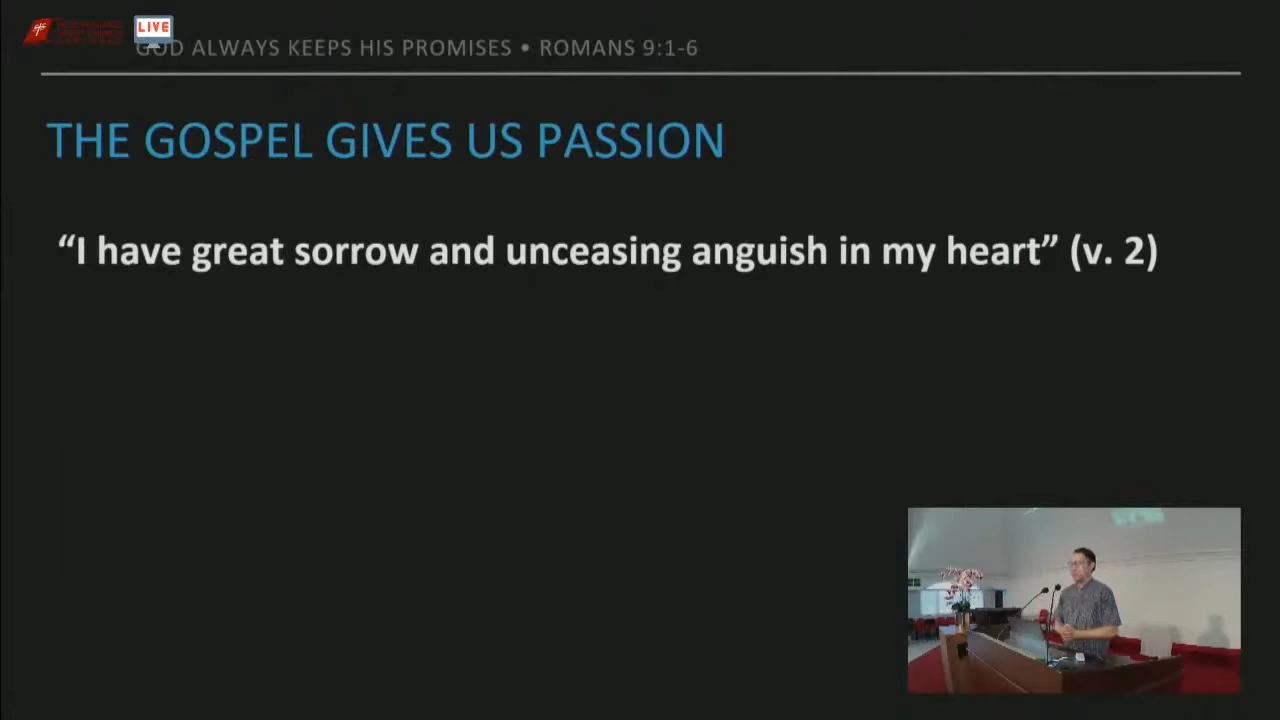 LIVE
GOD ALWAYS KEEPS HIS PROMISES • ROMANS 9:1-6
THE GOSPEL GIVES US PASSION
“I have great sorrow and unceasing anguish in my heart” (v. 2)